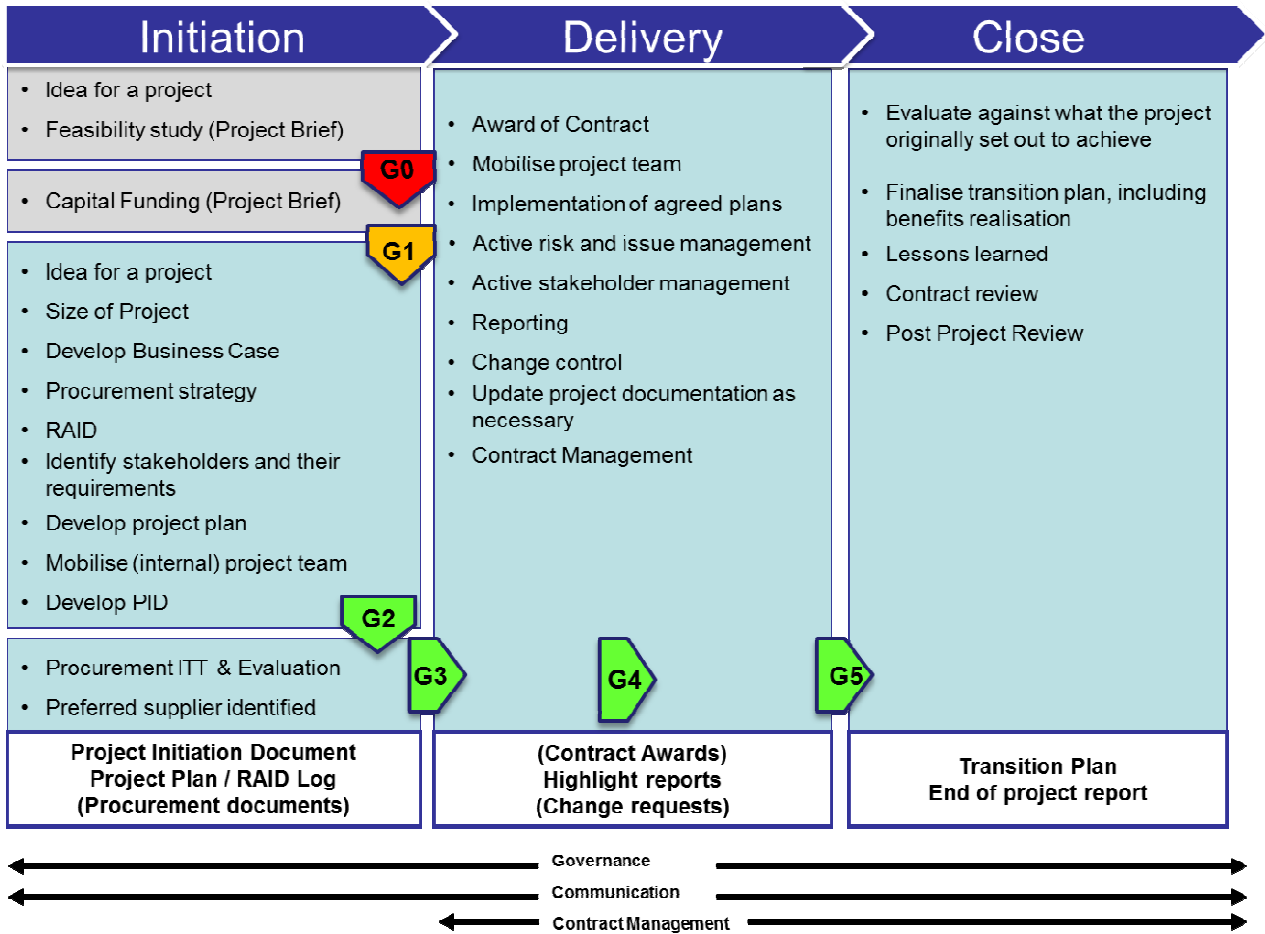 Initiation
Delivery
Close
• Idea for a project
• Feasibility study (Project Brief)
G0
• Capital Funding (Project Brief)
G1
• Idea for a project
• Size of Project
• Develop Business Case
• Procurement strategy
• RAID
• Identify stakeholders and their
requirements
• Develop project plan
• Mobilise (internal) project team
• Develop PID
G2
• Procurement ITT & Evaluation
• Preferred supplier identified
G3
Project Initiation Document
Project Plan / RAID Log
(Procurement documents)
• Award of Contract
• Mobilise project team
• Implementation of agreed plans
• Active risk and issue management
• Active stakeholder management
• Reporting
• Change control
• Update project documentation as
necessary
• Contract Management
G4
G5
(Contract Awards)
Highlight reports
(Change requests)
• Evaluate against what the project
originally set out to achieve
• Finalise transition plan, including
benefits realisation
• Lessons learned
• Contract review
• Post Project Review
Transition Plan
End of project report
Governance
Communication
Contract Management